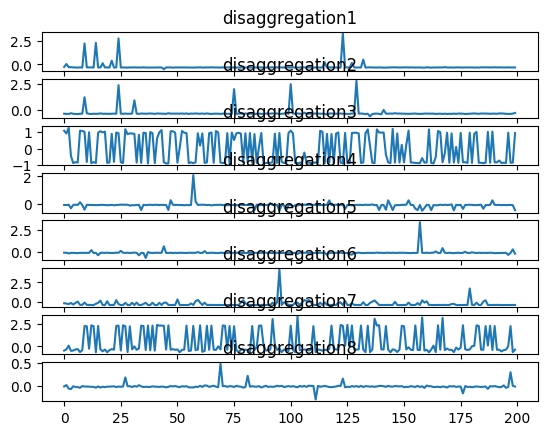 disaggregation1
2.5
0.0
disaggregation2
2.5
0.0
disaggregation3
1
0
−1
disaggregation4
2
0
disaggregation5
2.5
0.0
disaggregation6
2.5
0.0
disaggregation7
2.5
0.0
disaggregation8
0.5
0.0
0 25 50 75 100 125 150 175 200